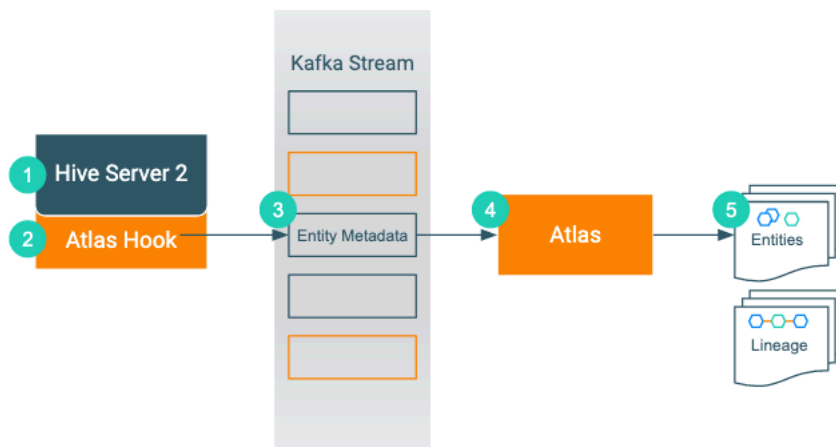 Kafka Stream
1
Hive Server 2
2
Atlas Hook
3
Entity Metadata
4
Atlas
5
Entities
Lineage